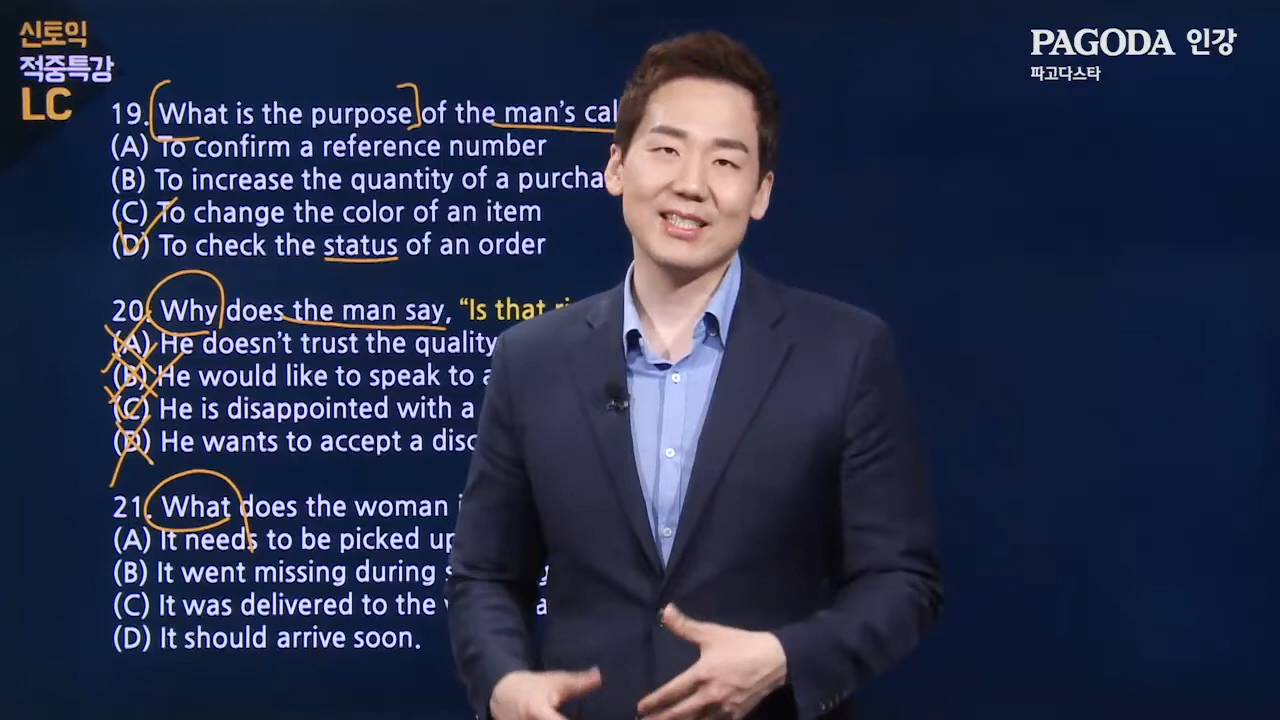 신토익
적중특강
LC
PAGODA 인강
파고다스타
19. What is the purpose of the man's
(A) To confirm a reference number
(B) To increase the quantity of a
(C) To change the color of an item
(D) To check the status of an order
20. Why does the man say, "Is that
(A) He doesn't trust the quality
(B) He would like to speak to
(C) He is disappointed with a
(D) He wants to accept a
21. What does the woman
(A) It needs to be picked up
(B) It went missing during
(C) It was delivered to the
(D) It should arrive soon.